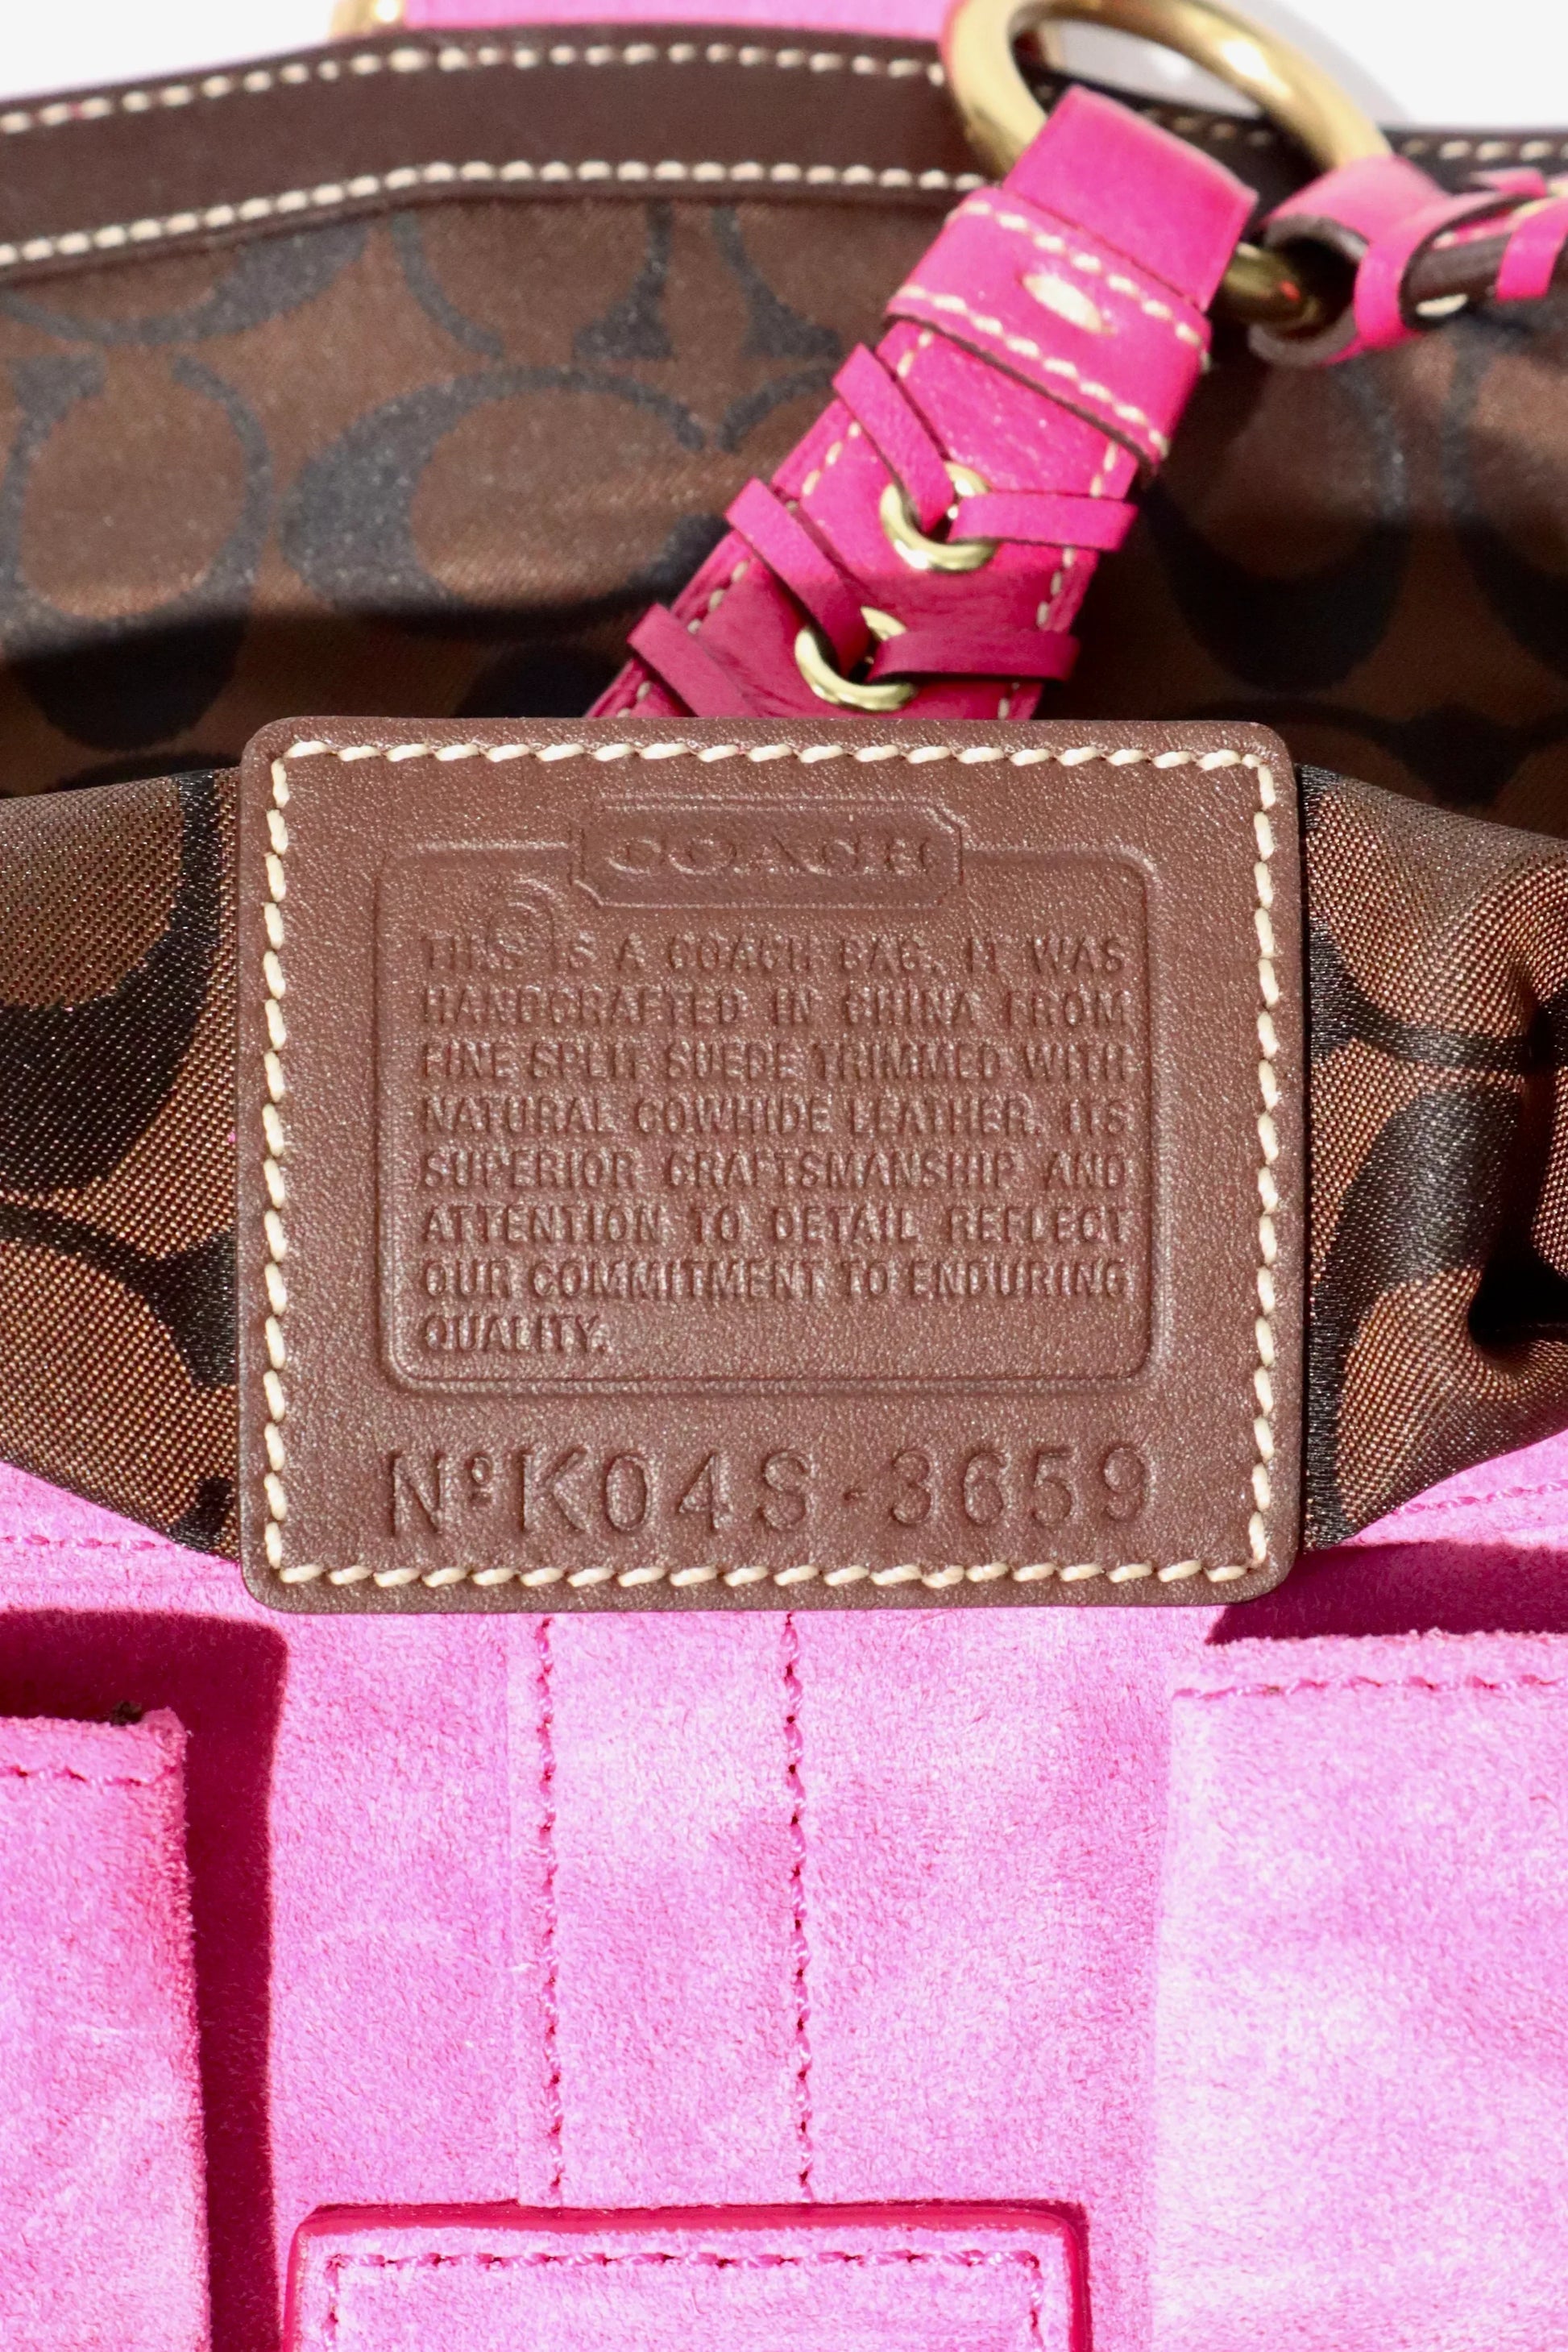 COACH
THIS IS A COACH BAG. IT WAS
HANDCRAFTED IN CHINA FROM
FINE SPLIT SUEDE TRIMMED WITH
NATURAL COWHIDE LEATHER. ITS
SUPERIOR CRAFTSMANSHIP AND
ATTENTION TO DETAIL REFLECT
OUR COMMITMENT TO ENDURING
QUALITY.
Nº K04S-3659